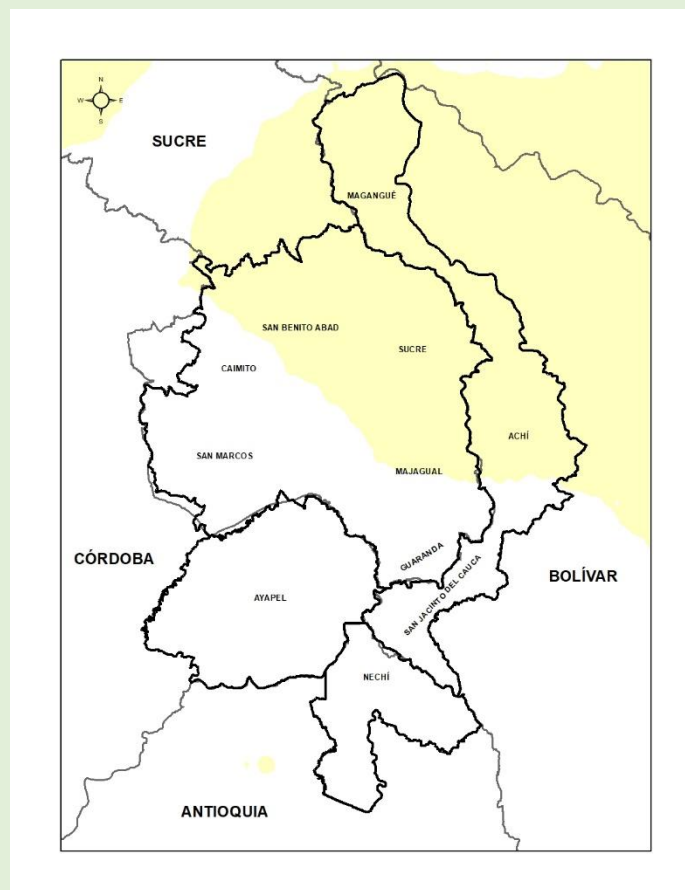 N
W E
S
SUCRE
MAGANGUÉ
SAN BENITO ABAD
SUCRE
CAIMITO
ACHÍ
SAN MARCOS
MAJAGUAL
GUARANDA
CÓRDOBA
BOLÍVAR
SAN JACINTO DEL CAUCA
AYAPEL
NECHÍ
ANTIOQUIA